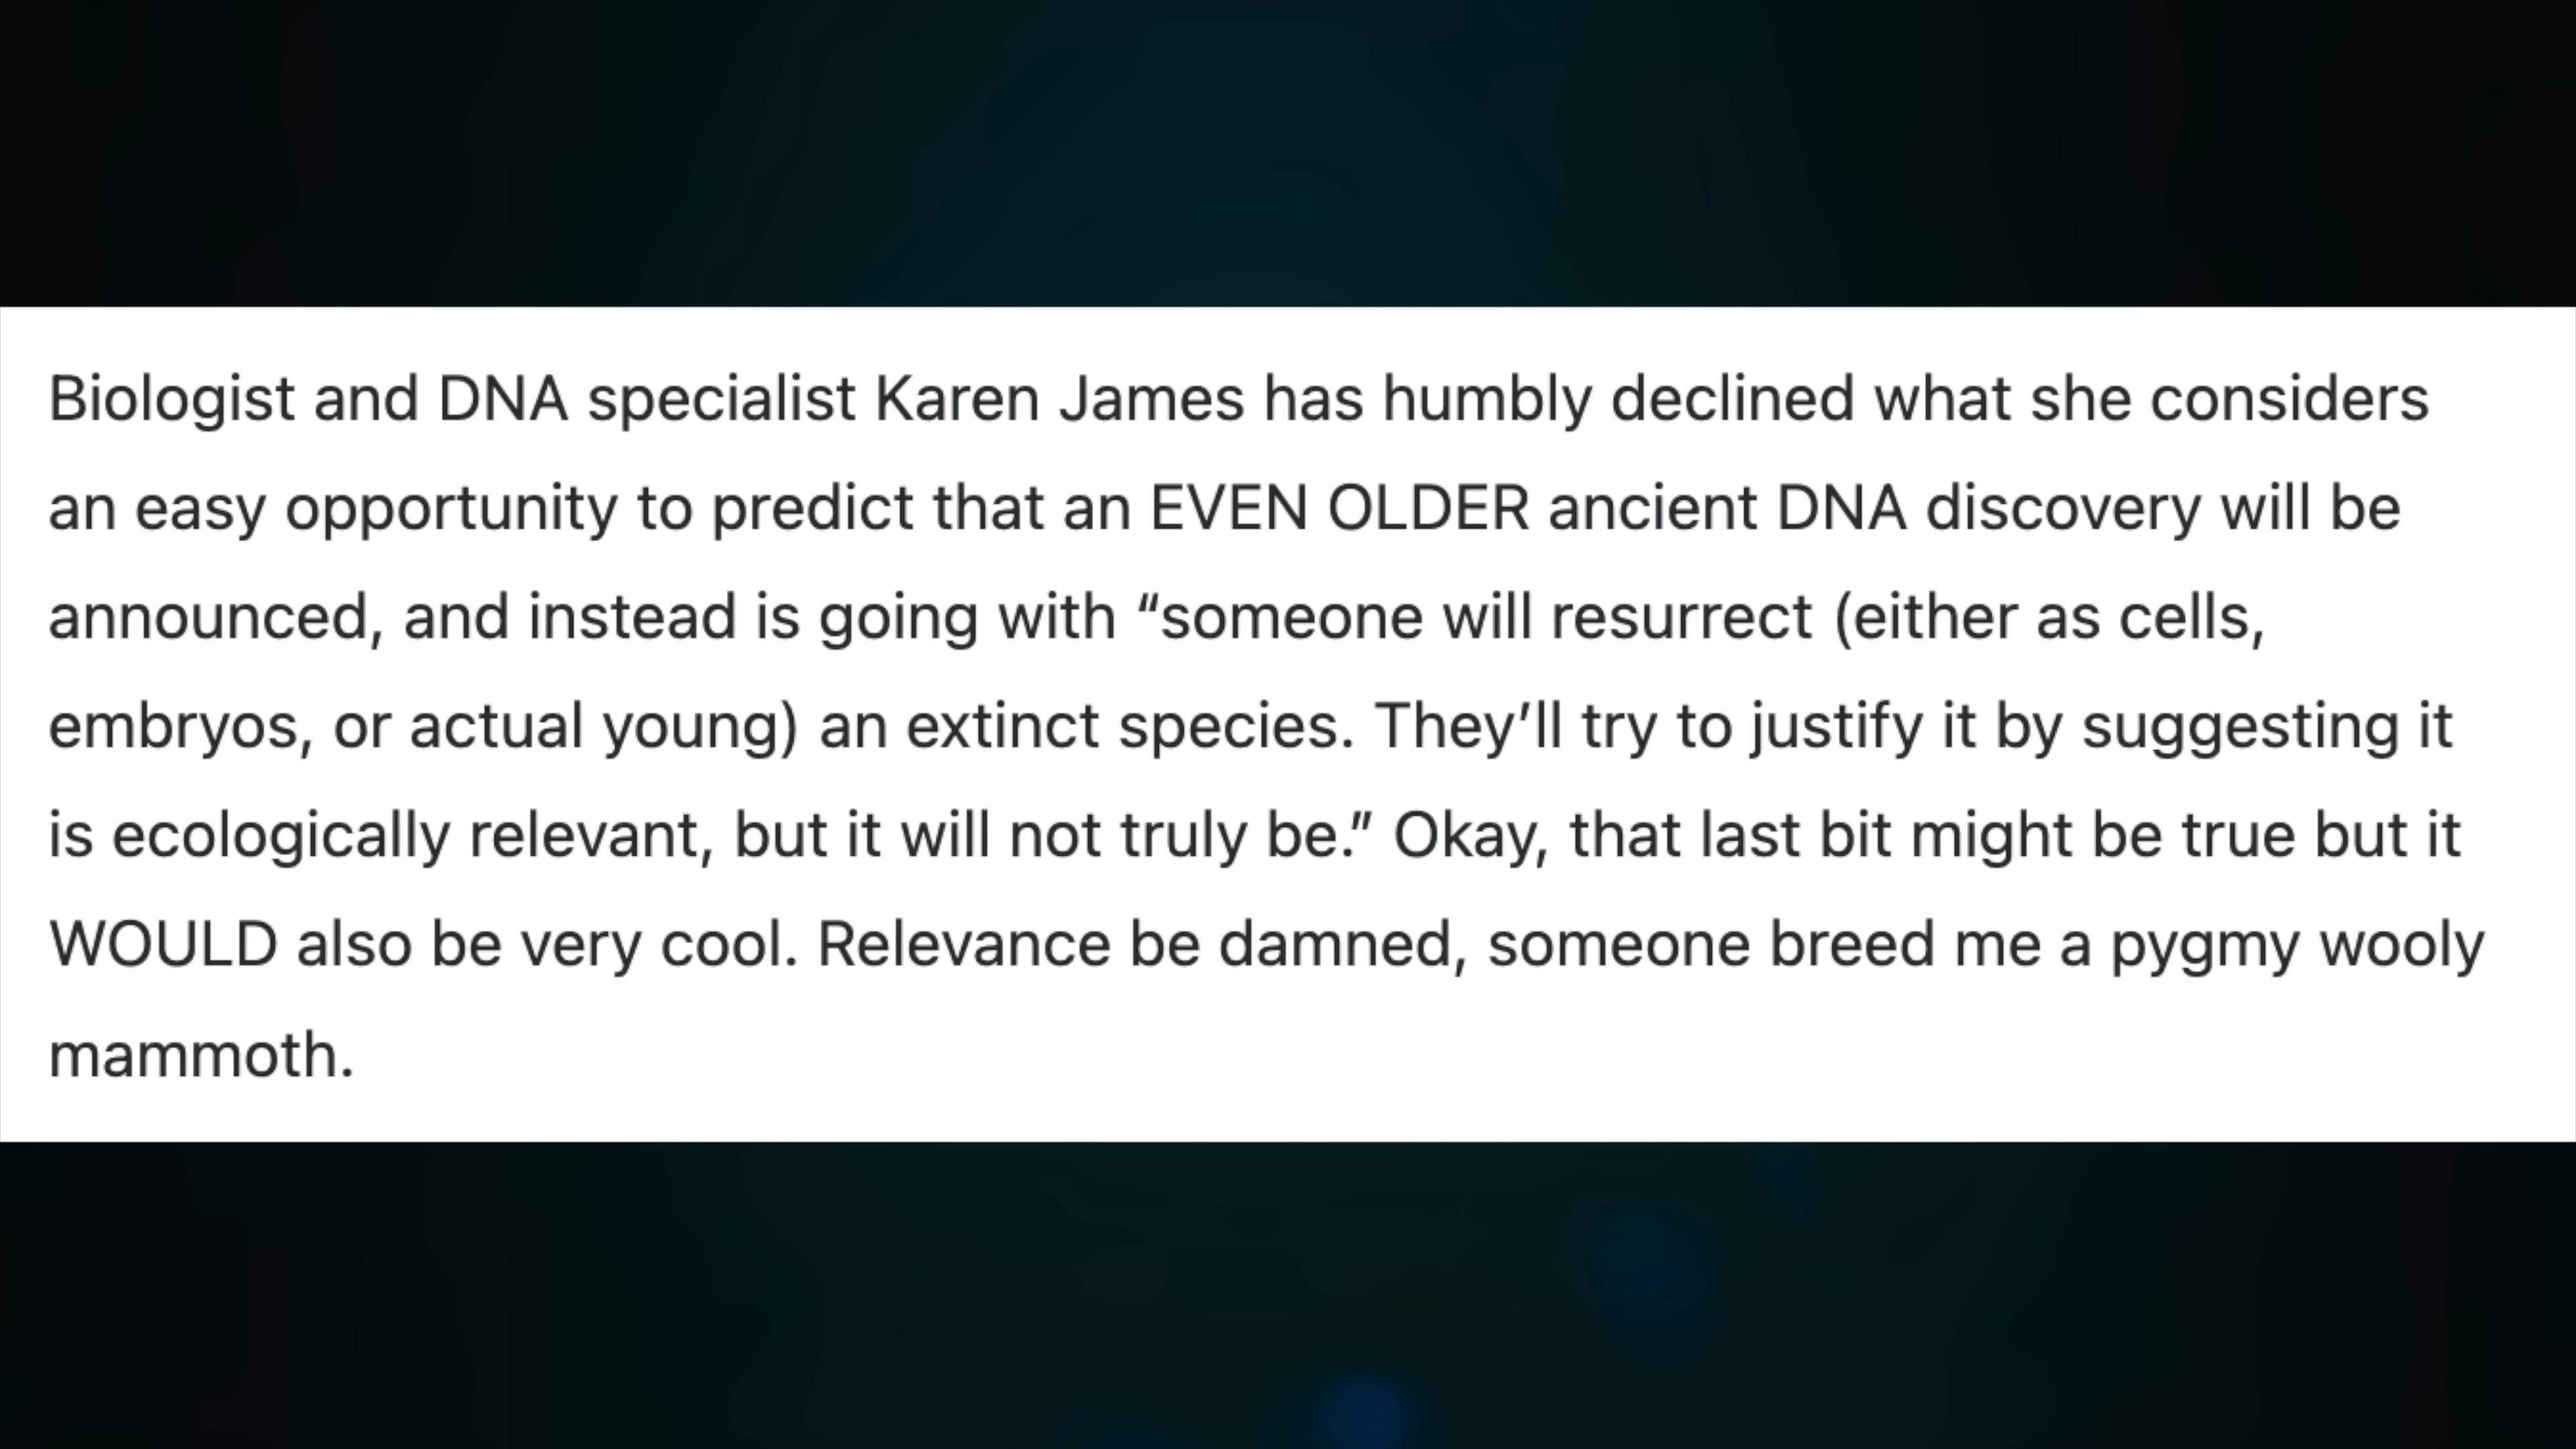 Biologist and DNA specialist Karen James has humbly declined what she considers
an easy opportunity to predict that an EVEN OLDER ancient DNA discovery will be
announced, and instead is going with “someone will resurrect (either as cells,
embryos, or actual young) an extinct species. They’ll try to justify it by suggesting it
is ecologically relevant, but it will not truly be.” Okay, that last bit might be true but it
WOULD also be very cool. Relevance be damned, someone breed me a pygmy wooly
mammoth.